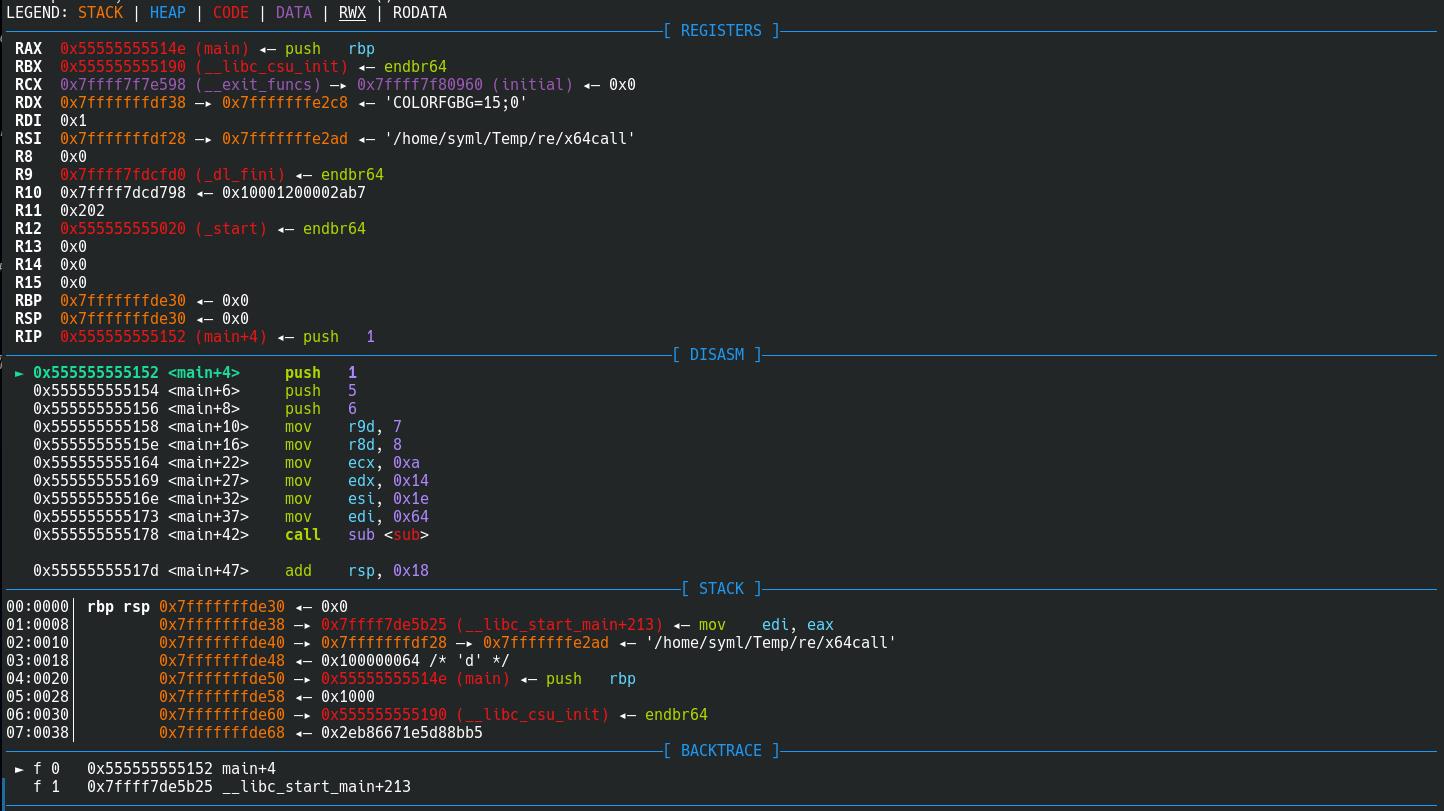 LEGEND: STACK | HEAP | CODE | DATA | RWX | RODATA
[ REGISTERS ]
RAX  0x55555555514e (main) ◂— push   rbp
RBX  0x555555555190 (__libc_csu_init) ◂— endbr64
RCX  0x7ffff7f7e598 (__exit_funcs) —▸ 0x7ffff7f80960 (initial) ◂— 0x0
RDX  0x7fffffffdf38 —▸ 0x7fffffffe2c8 ◂— 'COLORFGBG=15;0'
RDI  0x1
RSI  0x7fffffffdf28 —▸ 0x7fffffffe2ad ◂— '/home/syml/Temp/re/x64call'
R8   0x0
R9   0x7ffff7fdcfd0 (_dl_fini) ◂— endbr64
R10  0x7ffff7dcd798 ◂— 0x10001200002ab7
R11  0x202
R12  0x555555555020 (_start) ◂— endbr64
R13  0x0
R14  0x0
R15  0x0
RBP  0x7fffffffde30 ◂— 0x0
RSP  0x7fffffffde30 ◂— 0x0
RIP  0x555555555152 (main+4) ◂— push   1
[ DISASM ]
► 0x555555555152 <main+4>     push   1
0x555555555154 <main+6>     push   5
0x555555555156 <main+8>     push   6
0x555555555158 <main+10>    mov    r9d, 7
0x55555555515e <main+16>    mov    r8d, 8
0x555555555164 <main+22>    mov    ecx, 0xa
0x555555555169 <main+27>    mov    edx, 0x14
0x55555555516e <main+32>    mov    esi, 0x1e
0x555555555173 <main+37>    mov    edi, 0x64
0x555555555178 <main+42>    call   sub <sub>
0x55555555517d <main+47>    add    rsp, 0x18
[ STACK ]
00:0000│ rbp rsp 0x7fffffffde30 ◂— 0x0
01:0008│         0x7fffffffde38 —▸ 0x7ffff7de5b25 (__libc_start_main+213) ◂— mov    edi, eax
02:0010│         0x7fffffffde40 —▸ 0x7fffffffdf28 —▸ 0x7fffffffe2ad ◂— '/home/syml/Temp/re/x64call'
03:0018│         0x7fffffffde48 ◂— 0x100000064 /* 'd' */
04:0020│         0x7fffffffde50 —▸ 0x55555555514e (main) ◂— push   rbp
05:0028│         0x7fffffffde58 ◂— 0x1000
06:0030│         0x7fffffffde60 —▸ 0x555555555190 (__libc_csu_init) ◂— endbr64
07:0038│         0x7fffffffde68 ◂— 0x2eb86671e5d88bb5
[ BACKTRACE ]
► f 0   0x555555555152 main+4
f 1   0x7ffff7de5b25 __libc_start_main+213